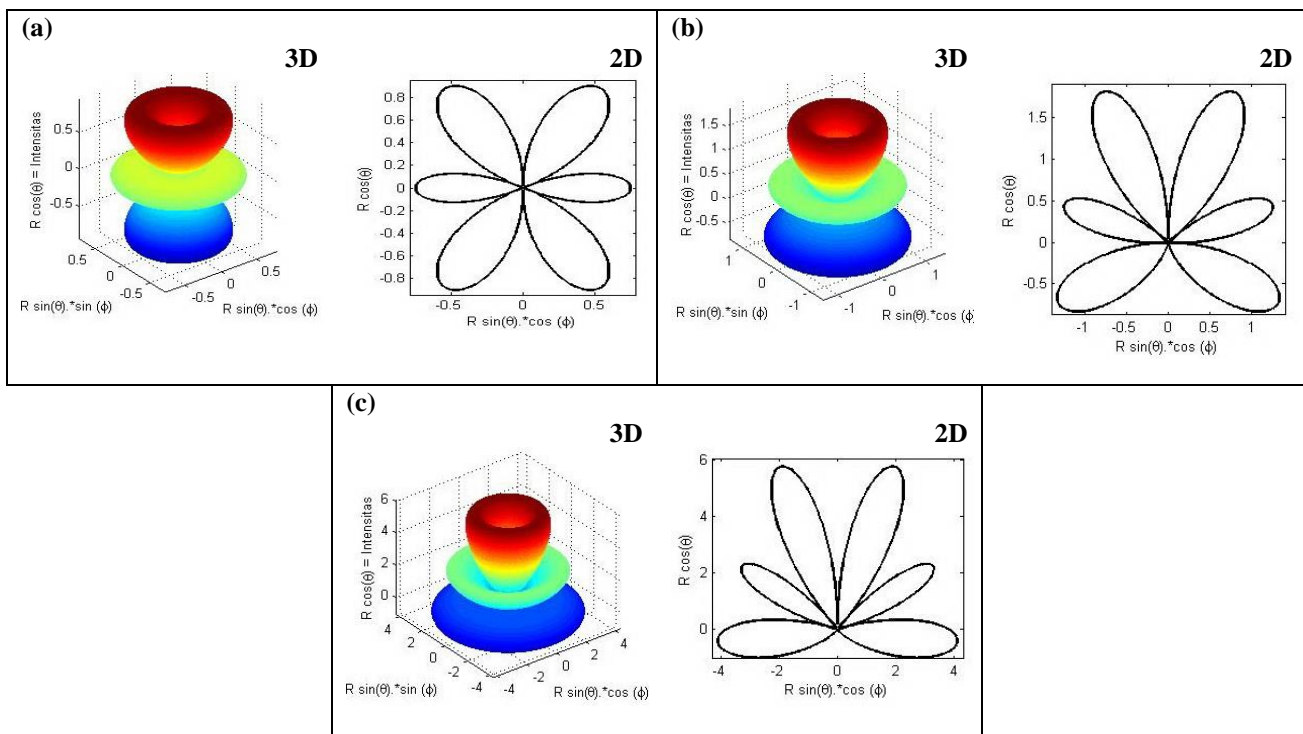 (a)
3D
2D
R cos(θ) = Intensitas
0.5
0
-0.5
0.5
0
-0.5
-0.5
0
0.5
R sin(θ).*sin (ϕ)
R sin(θ).*cos (ϕ)
R cos(θ)
0.8
0.6
0.4
0.2
0
-0.2
-0.4
-0.6
-0.8
-0.5
0
0.5
R sin(θ).*cos (ϕ)
(b)
3D
2D
R cos(θ) = Intensitas
1.5
1
0.5
0
-0.5
1
0
-1
-1
0
1
R sin(θ).*sin (ϕ)
R sin(θ).*cos (ϕ
R cos(θ)
1.5
1
0.5
0
-0.5
-1
-0.5
0
0.5
1
R sin(θ).*cos (ϕ)
(c)
3D
2D
R cos(θ) = Intensitas
6
4
2
0
4
2
0
-2
-4
-4
-2
0
2
4
R sin(θ).*sin (ϕ)
R sin(θ).*cos (ϕ)
R cos(θ)
6
4
2
0
-4
-2
0
2
4
R sin(θ).*cos (ϕ)